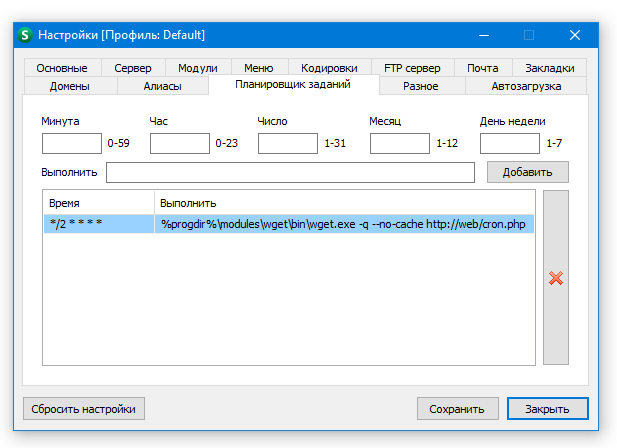 S Настройки [Профиль: Default]
Основные Сервер Модули Меню Кодировки FTP сервер Почта Закладки
Домены Алиасы Планировщик заданий Разное Автозагрузка
Минута Час Число Месяц День недели
0-59 0-23 1-31 1-12 1-7
Выполнить Добавить
Время Выполнить
*/2 * * * * %progdir%\modules\wget\bin\wget.exe -q --no-cache http://web/cron.php
Сбросить настройки Сохранить Закрыть